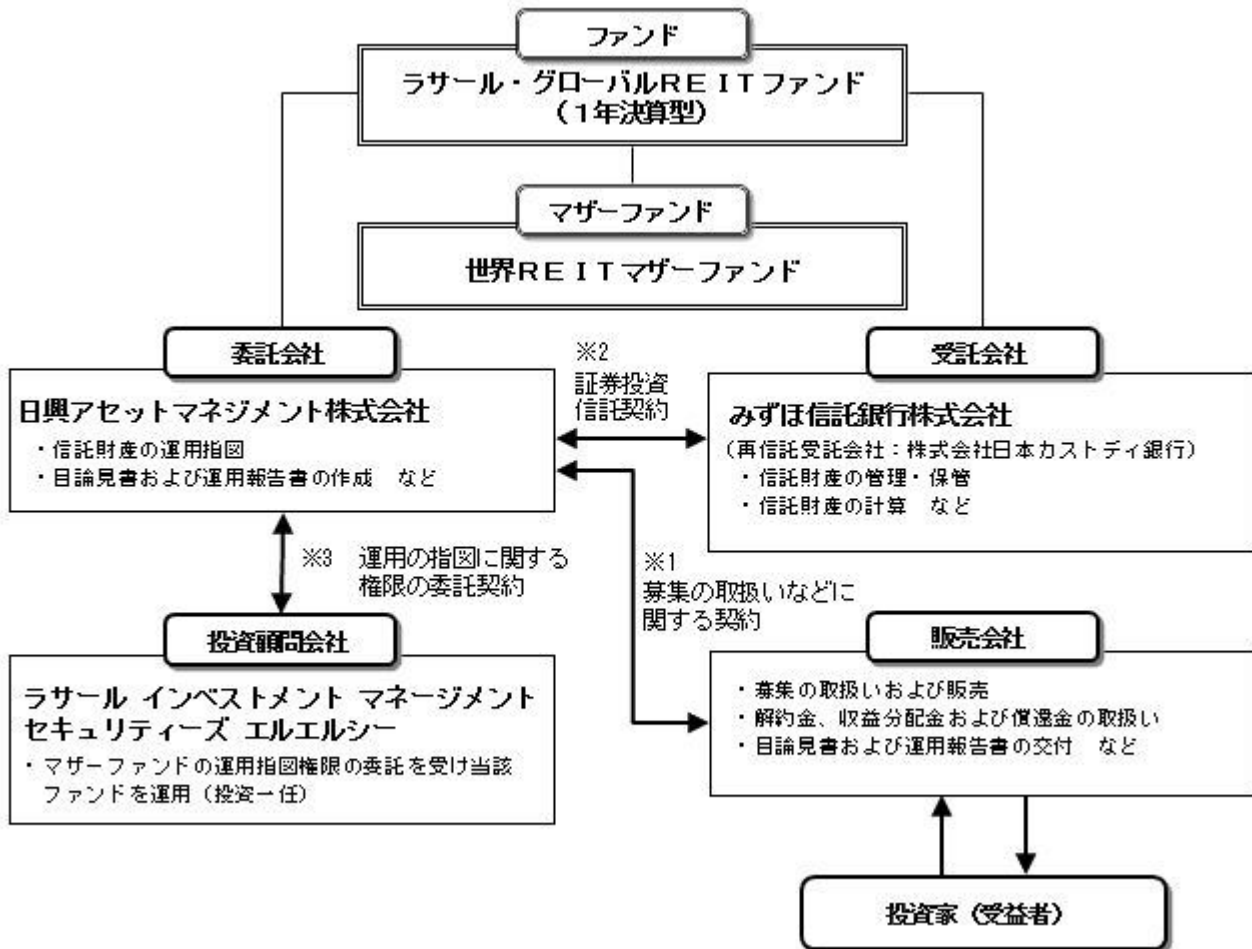 ファンド
ラサール・グローバルREITファンド
(1年決算型)
マザーファンド
世界REITマザーファンド
委託会社
日興アセットマネジメント株式会社
・信託財産の運用指図
・目論見書および運用報告書の作成 など
※2
証券投資
信託契約
受託会社
みずほ信託銀行株式会社
(再信託受託会社:株式会社日本カストディ銀行)
・信託財産の管理・保管
・信託財産の計算 など
※3 運用の指図に関する
権限の委託契約
※1
募集の取扱いなどに
関する契約
投資顧問会社
ラサール インベストメント マネージメント
セキュリティーズ エルエルシー
・マザーファンドの運用指図権限の委託を受け当該
ファンドを運用(投資一任)
販売会社
・募集の取扱いおよび販売
・解約金、収益分配金および償還金の取扱い
・目論見書および運用報告書の交付 など
投資家(受益者)